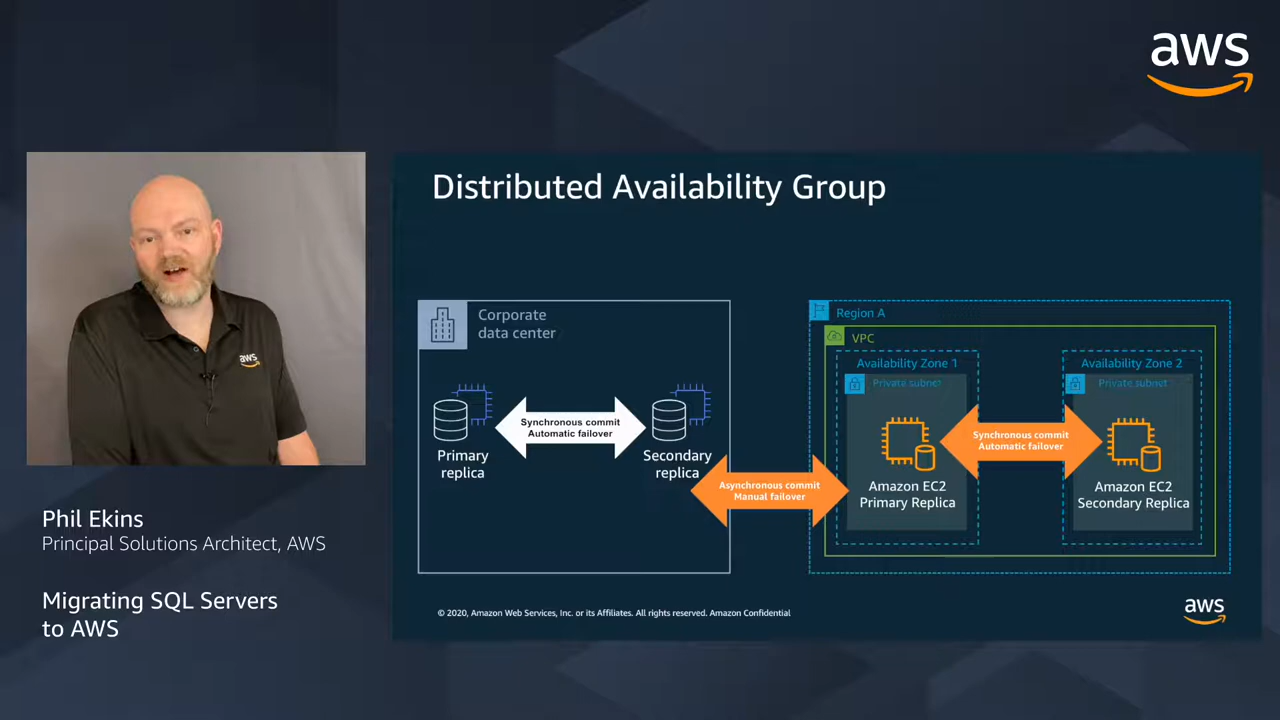 aws
Distributed Availability Group
Corporate
data center
Synchronous commit
Automatic failover
Primary
replica
Secondary
replica
Asynchronous commit
Manual failover
Region A
VPC
Availability Zone 1
Private subnet
Availability Zone 2
Private subnet
Synchronous commit
Automatic failover
Amazon EC2
Primary Replica
Amazon EC2
Secondary Replica
© 2020, Amazon Web Services, Inc. or its Affiliates. All rights reserved. Amazon Confidential
aws
aws
Phil Ekins
Principal Solutions Architect, AWS
Migrating SQL Servers
to AWS